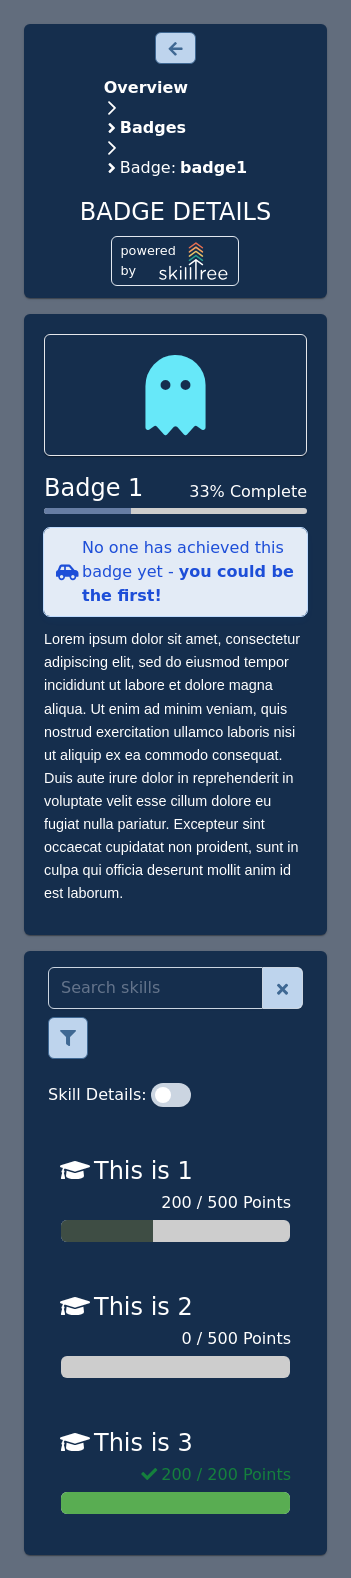 Overview
Badges
Badge: badge1
BADGE DETAILS
powered
by
skilltree
Badge 1
33% Complete
No one has achieved this
badge yet - you could be
the first!
Lorem ipsum dolor sit amet, consectetur
adipiscing elit, sed do eiusmod tempor
incididunt ut labore et dolore magna
aliqua. Ut enim ad minim veniam, quis
nostrud exercitation ullamco laboris nisi
ut aliquip ex ea commodo consequat.
Duis aute irure dolor in reprehenderit in
voluptate velit esse cillum dolore eu
fugiat nulla pariatur. Excepteur sint
occaecat cupidatat non proident, sunt in
culpa qui officia deserunt mollit anim id
est laborum.
Search skills
Skill Details:
This is 1
200 / 500 Points
This is 2
0 / 500 Points
This is 3
200 / 200 Points